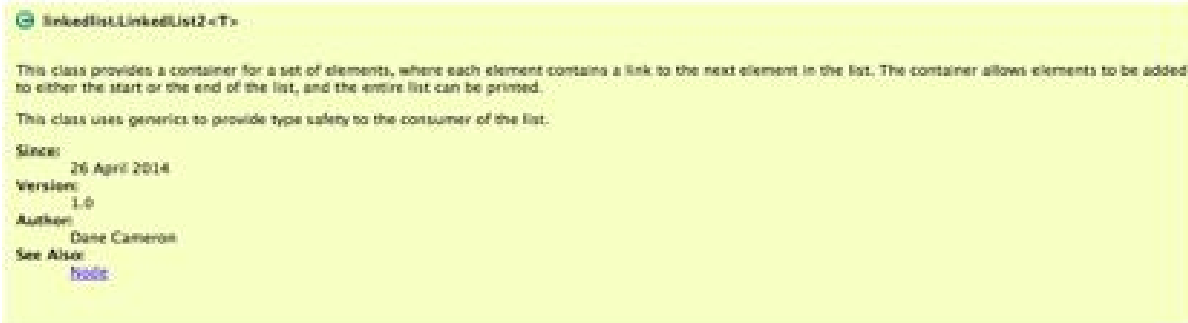 linkedlist.LinkedList2<T>
This class provides a container for a set of elements, where each element contains a link to the next element in the list. The container allows elements to be added
to either the start or the end of the list, and the entire list can be printed.
This class uses generics to provide type safety to the consumer of the list.
Since:
26 April 2014
Version:
1.0
Author:
Dane Cameron
See Also:
Node